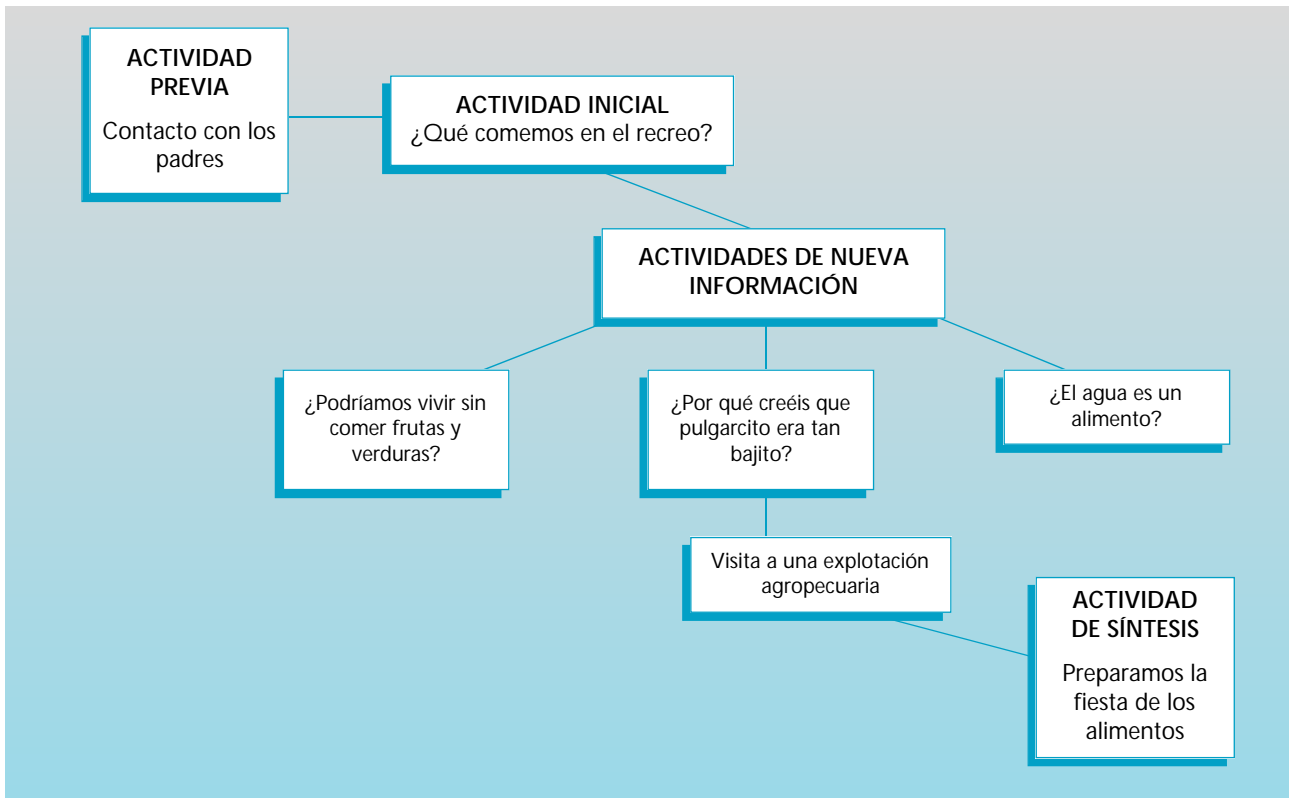 ACTIVIDAD
PREVIA
Contacto con los
padres
ACTIVIDAD INICIAL
¿Qué comemos en el recreo?
ACTIVIDADES DE NUEVA
INFORMACIÓN
¿Podríamos vivir sin
comer frutas y
verduras?
¿Por qué creéis que
pulgarcito era tan
bajito?
¿El agua es un
alimento?
Visita a una explotación
agropecuaria
ACTIVIDAD
DE SÍNTESIS
Preparamos la
fiesta de los
alimentos